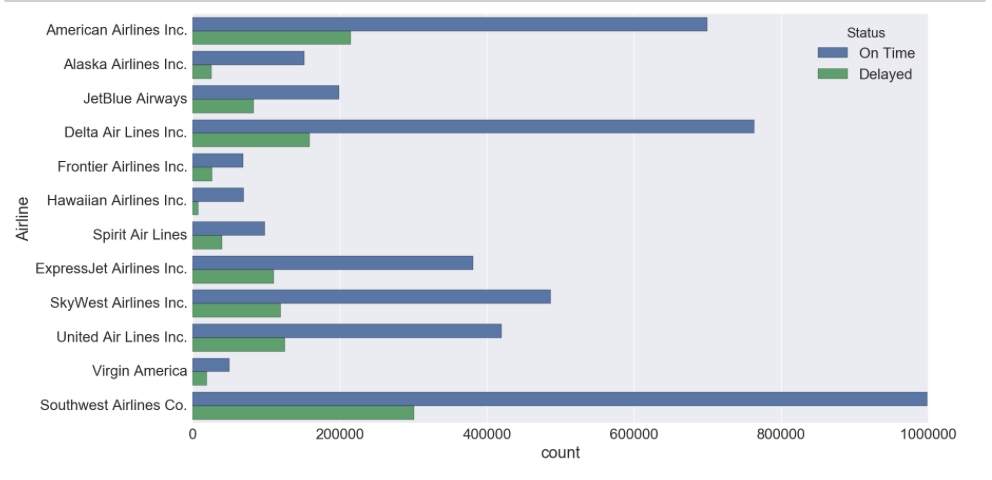 American Airlines Inc.
Alaska Airlines Inc.
JetBlue Airways
Delta Air Lines Inc.
Frontier Airlines Inc.
Hawaiian Airlines Inc.
Spirit Air Lines
ExpressJet Airlines Inc.
SkyWest Airlines Inc.
United Air Lines Inc.
Virgin America
Southwest Airlines Co.
Airline
Status
On Time
Delayed
0 200000 400000 600000 800000 1000000
count